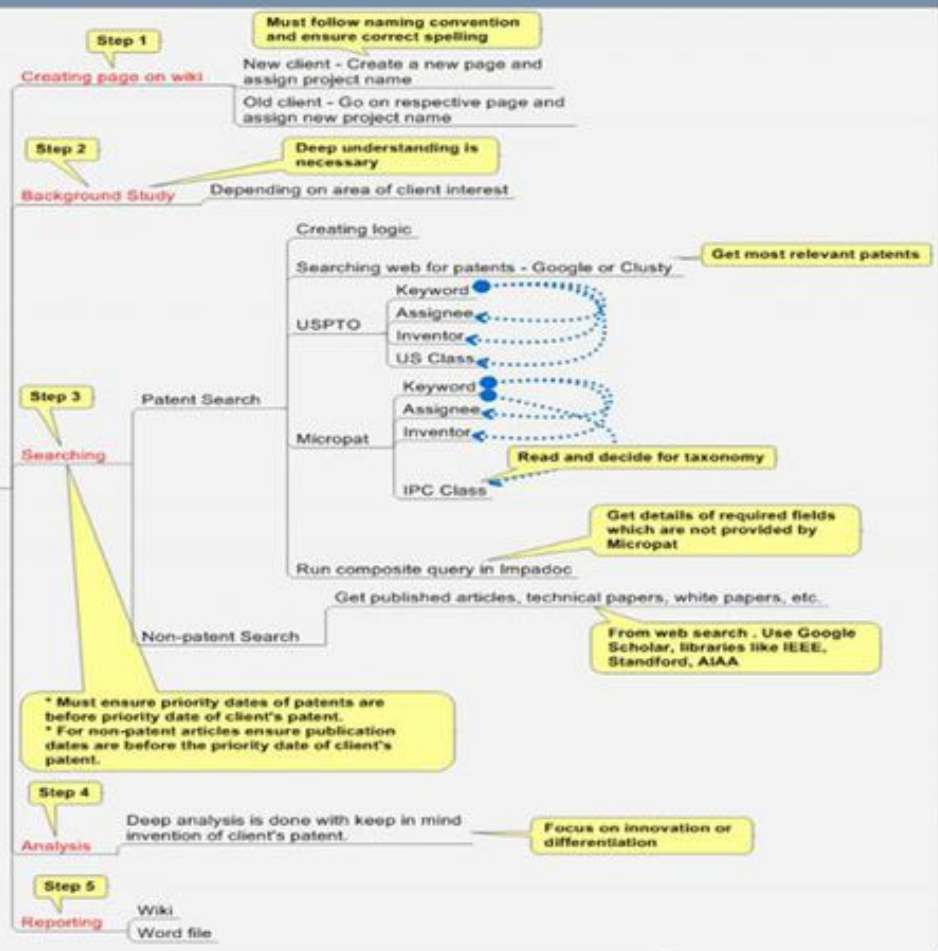 Step 1
Must follow naming convention
and ensure correct spelling
Creating page on wiki
New client - Create a new page and
assign project name
Old client - Go on respective page and
assign new project name
Step 2
Deep understanding is
necessary
Background Study
Depending on area of client interest
Creating logic
Searching web for patents - Google or Clusty
Get most relevant patents
USPTO
Keyword
Assignee
Inventor
US Class
Step 3
Searching
Patent Search
Micropat
Keyword
Assignee
Inventor
Read and decide for taxonomy
IPC Class
Get details of required fields
which are not provided by
Micropat
Run composite query in Impadoc
Get published articles, technical papers, white papers, etc.
Non-patent Search
From web search . Use Google
Scholar, libraries like IEEE,
Standford, AIAA
* Must ensure priority dates of patents are
before priority date of client's patent.
* For non-patent articles ensure publication
dates are before the priority date of client's
patent.
Step 4
Analysis
Deep analysis is done with keep in mind
invention of client's patent.
Focus on innovation or
differentiation
Step 5
Reporting
Wiki
Word file